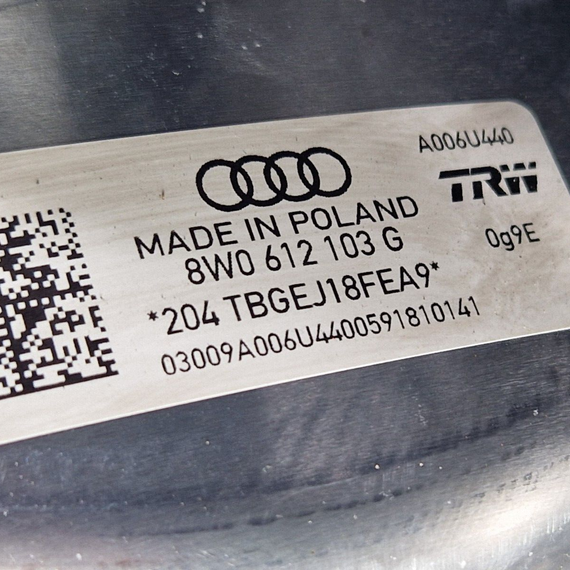 A006U440
TRW
MADE IN POLAND
8W0 612 103 G
0g9E
*204 TBGEJ18FEA9*
03009A006U4400591810141